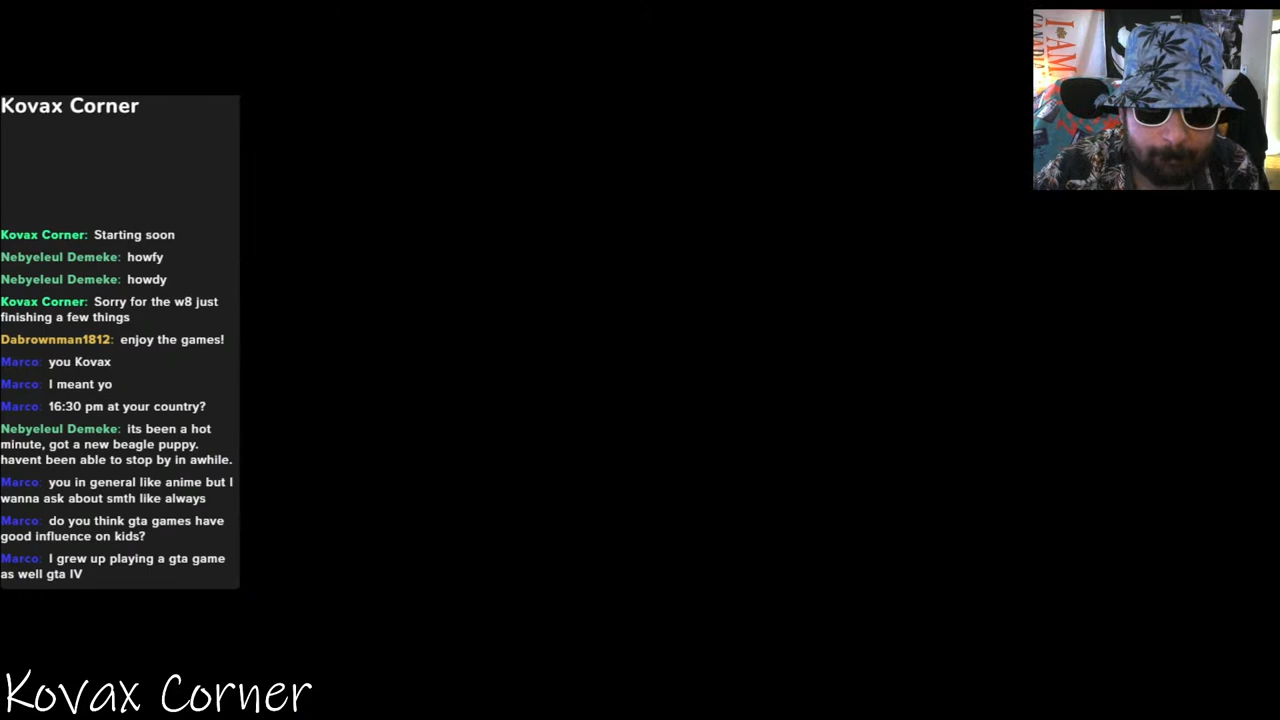 Kovax Corner
Kovax Corner: Starting soon
Nebyeleul Demeke: howfy
Nebyeleul Demeke: howdy
Kovax Corner: Sorry for the w8 just
finishing a few things
Dabrownman1812: enjoy the games!
Marco: you Kovax
Marco: I meant yo
Marco: 16:30 pm at your country?
Nebyeleul Demeke: its been a hot
minute, got a new beagle puppy.
havent been able to stop by in awhile.
Marco: you in general like anime but I
wanna ask about smth like always
Marco: do you think gta games have
good influence on kids?
Marco: I grew up playing a gta game
as well gta IV
I AM
Kovax Corner